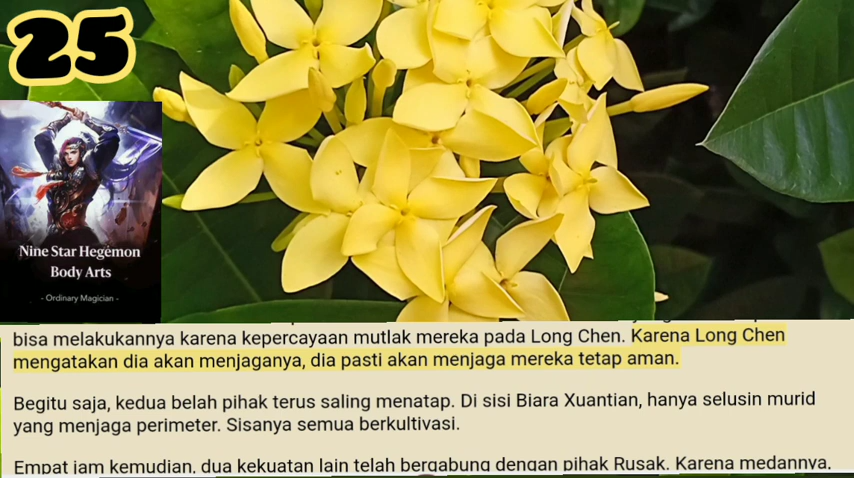 25
Nine Star Hegemon
Body Arts
- Ordinary Magician -
bisa melakukannya karena kepercayaan mutlak mereka pada Long Chen. Karena Long Chen
mengatakan dia akan menjaganya, dia pasti akan menjaga mereka tetap aman.
Begitu saja, kedua belah pihak terus saling menatap. Di sisi Biara Xuantian, hanya selusin murid
yang menjaga perimeter. Sisanya semua berkultivasi.
Empat jam kemudian, dua kekuatan lain telah bergabung dengan pihak Rusak. Karena medannya,